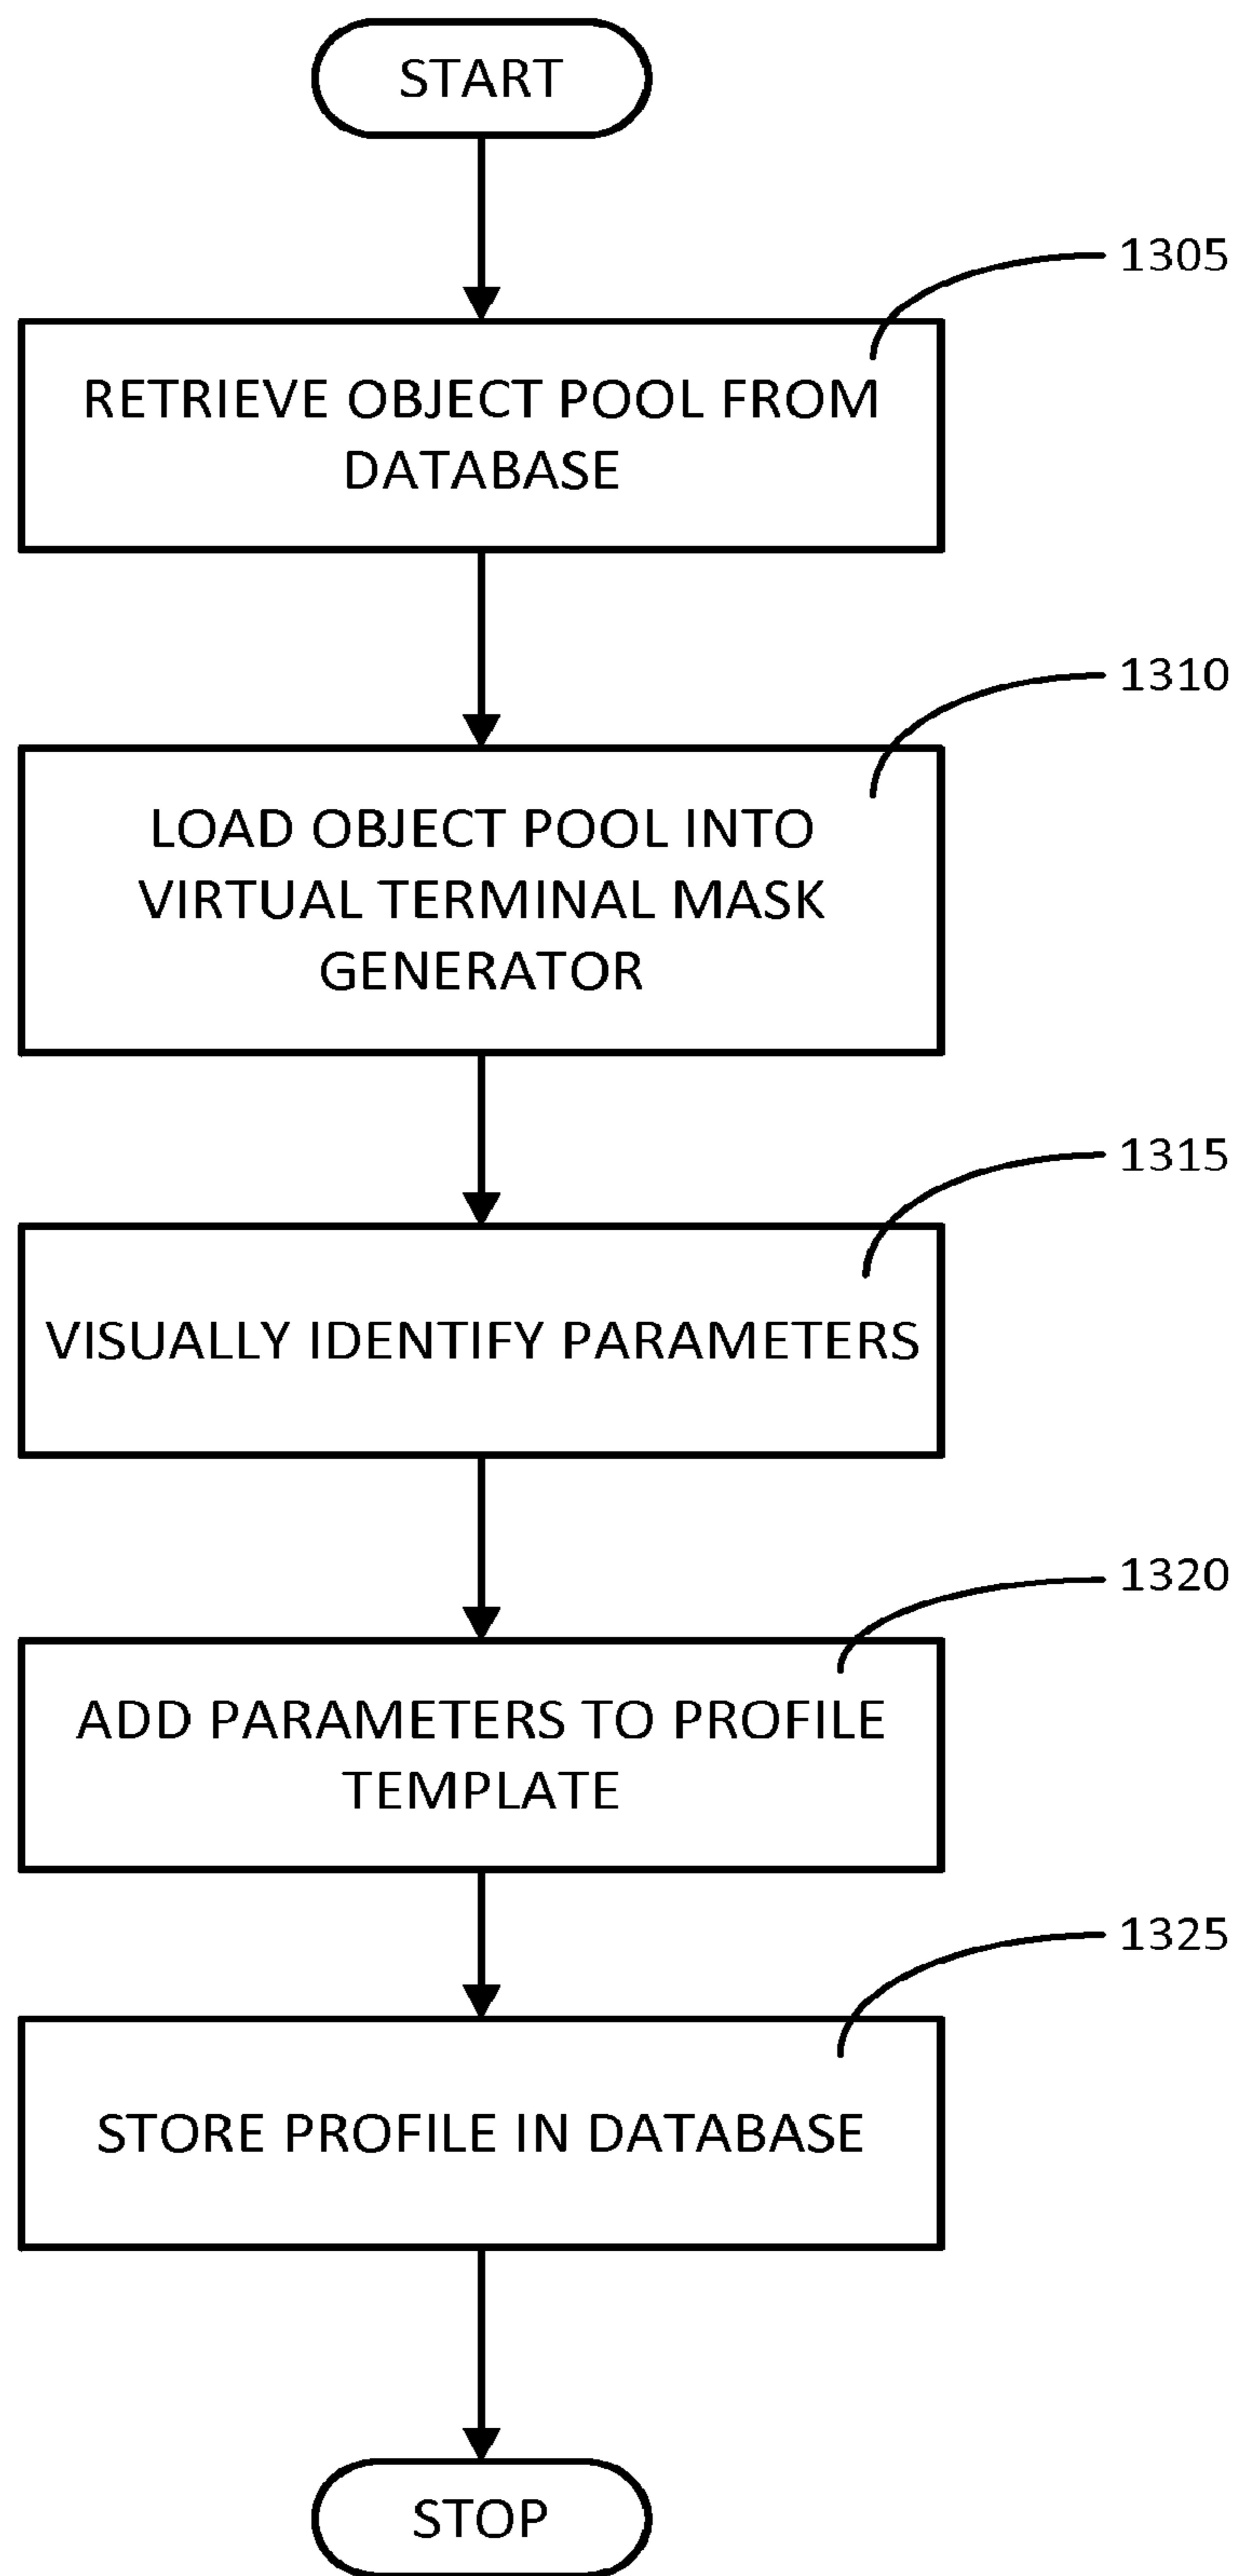 START
1305
RETRIEVE OBJECT POOL FROM
DATABASE
1310
LOAD OBJECT POOL INTO
VIRTUAL TERMINAL MASK
GENERATOR
1315
VISUALLY IDENTIFY PARAMETERS
1320
ADD PARAMETERS TO PROFILE
TEMPLATE
1325
STORE PROFILE IN DATABASE
STOP